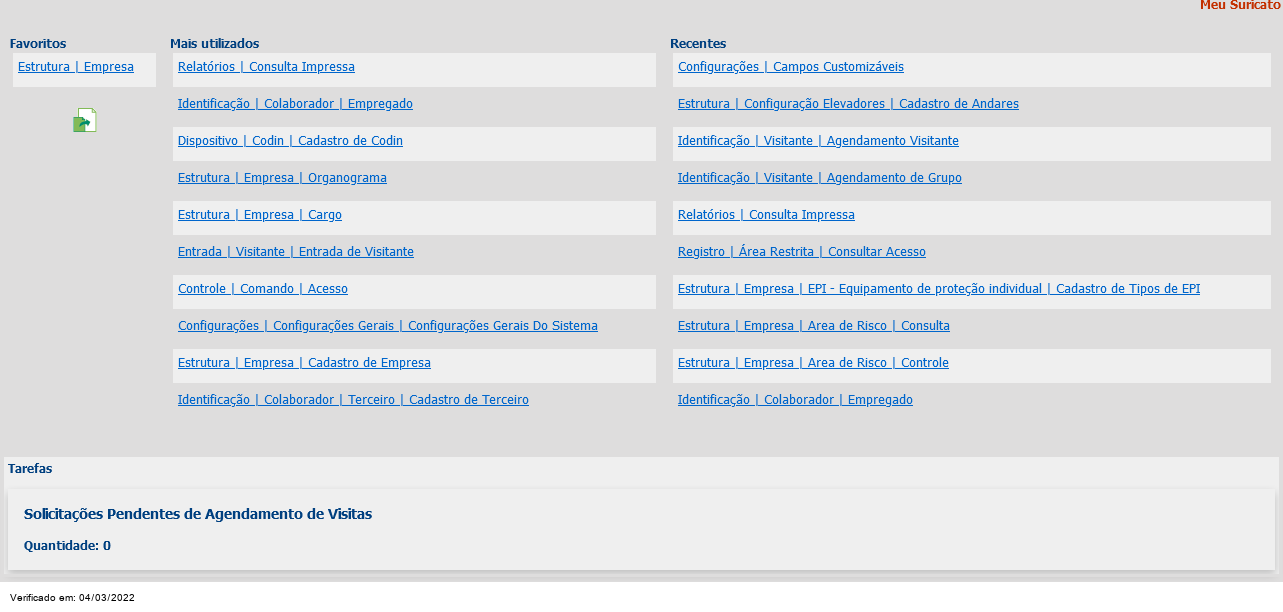 Meu Suricato
Favoritos
Estrutura | Empresa
Mais utilizados
Relatórios | Consulta Impressa
Identificação | Colaborador | Empregado
Dispositivo | Codin | Cadastro de Codin
Estrutura | Empresa | Organograma
Estrutura | Empresa | Cargo
Entrada | Visitante | Entrada de Visitante
Controle | Comando | Acesso
Configurações | Configurações Gerais | Configurações Gerais Do Sistema
Estrutura | Empresa | Cadastro de Empresa
Identificação | Colaborador | Terceiro | Cadastro de Terceiro
Recentes
Configurações | Campos Customizáveis
Estrutura | Configuração Elevadores | Cadastro de Andares
Identificação | Visitante | Agendamento Visitante
Identificação | Visitante | Agendamento de Grupo
Relatórios | Consulta Impressa
Registro | Área Restrita | Consultar Acesso
Estrutura | Empresa | EPI - Equipamento de proteção individual | Cadastro de Tipos de EPI
Estrutura | Empresa | Area de Risco | Consulta
Estrutura | Empresa | Area de Risco | Controle
Identificação | Colaborador | Empregado
Tarefas
Solicitações Pendentes de Agendamento de Visitas
Quantidade: 0
Verificado em: 04/03/2022